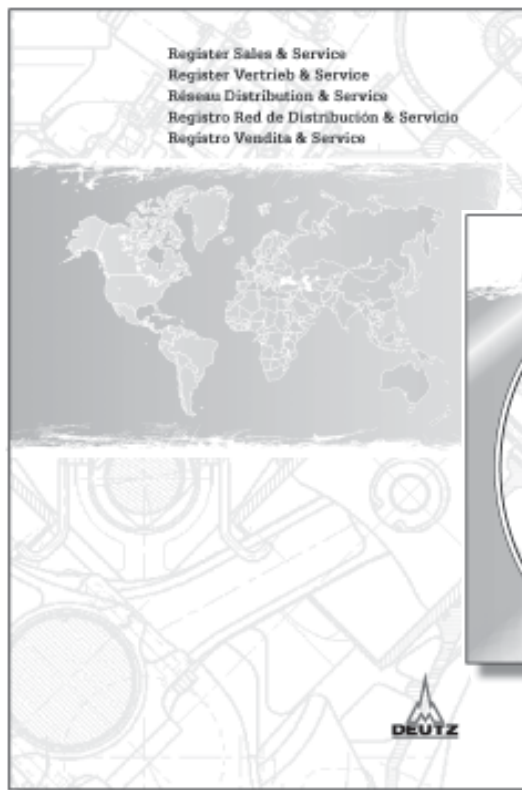 Register Sales & Service
Register Vertrieb & Service
Réseau Distribution & Service
Registro Red de Distribución & Servicio
Registro Vendita & Service
DEUTZ